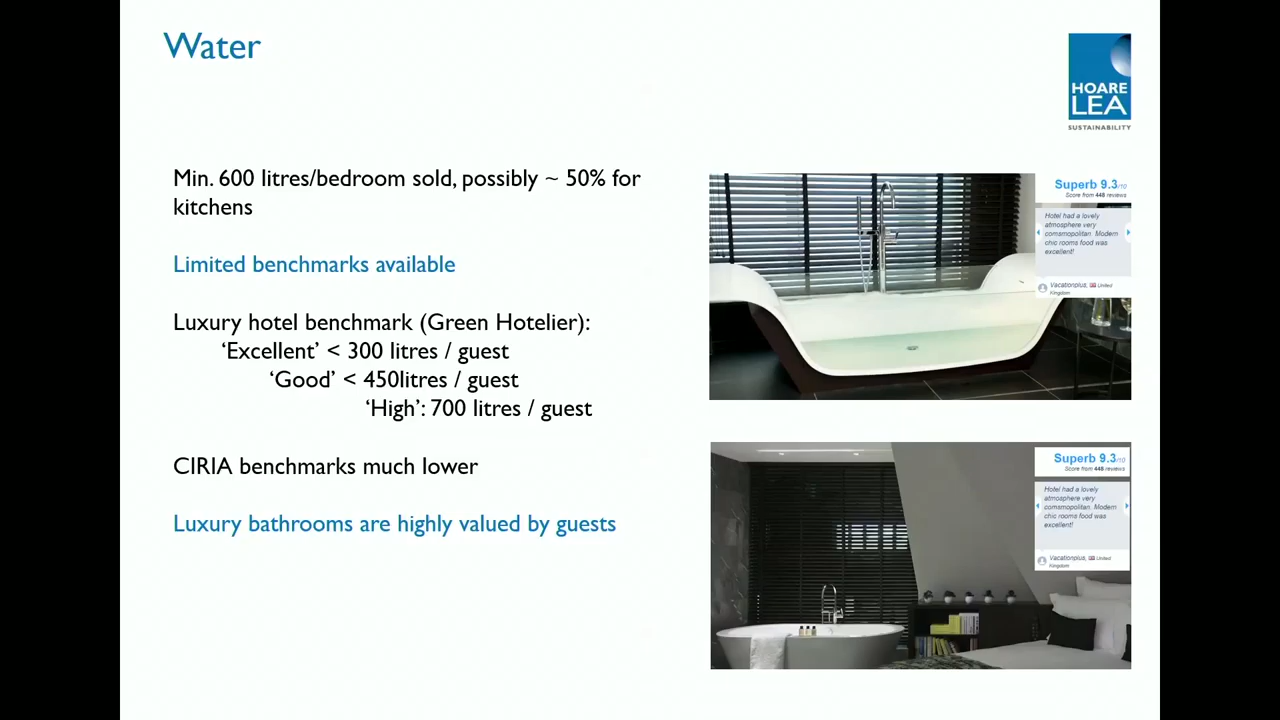 Water
HOARE
LEA
SUSTAINABILITY
Min. 600 litres/bedroom sold, possibly ~ 50% for
kitchens
Limited benchmarks available
Luxury hotel benchmark (Green Hotelier):
‘Excellent’ < 300 litres / guest
‘Good’ < 450litres / guest
‘High’: 700 litres / guest
CIRIA benchmarks much lower
Luxury bathrooms are highly valued by guests
Superb 9.3/10
Score from 448 reviews
Hotel had a lovely
atmosphere very
comsmopolitan Modern
chic rooms food was
excellent!
Vacationplus, United
Kingdom
Superb 9.3/10
Score from 448 reviews
Hotel had a lovely
atmosphere very
comsmopolitan. Modern
chic rooms food was
excellent!
Vacationplus, United
Kingdom